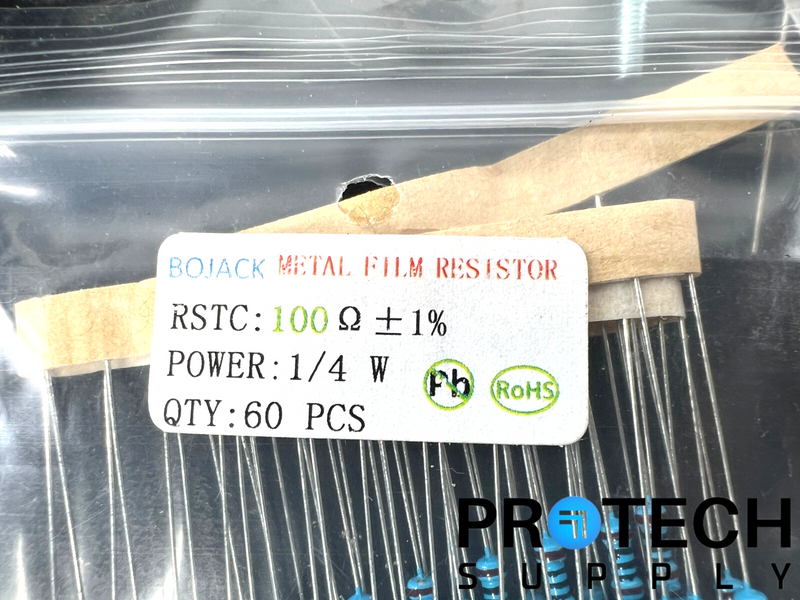 BOJACK METAL FILM RESISTOR
RSTC:100 Ω ±1%
POWER:1/4 W
QTY:60 PCS
Pb
RoHS
PROTECH
SUPPLY